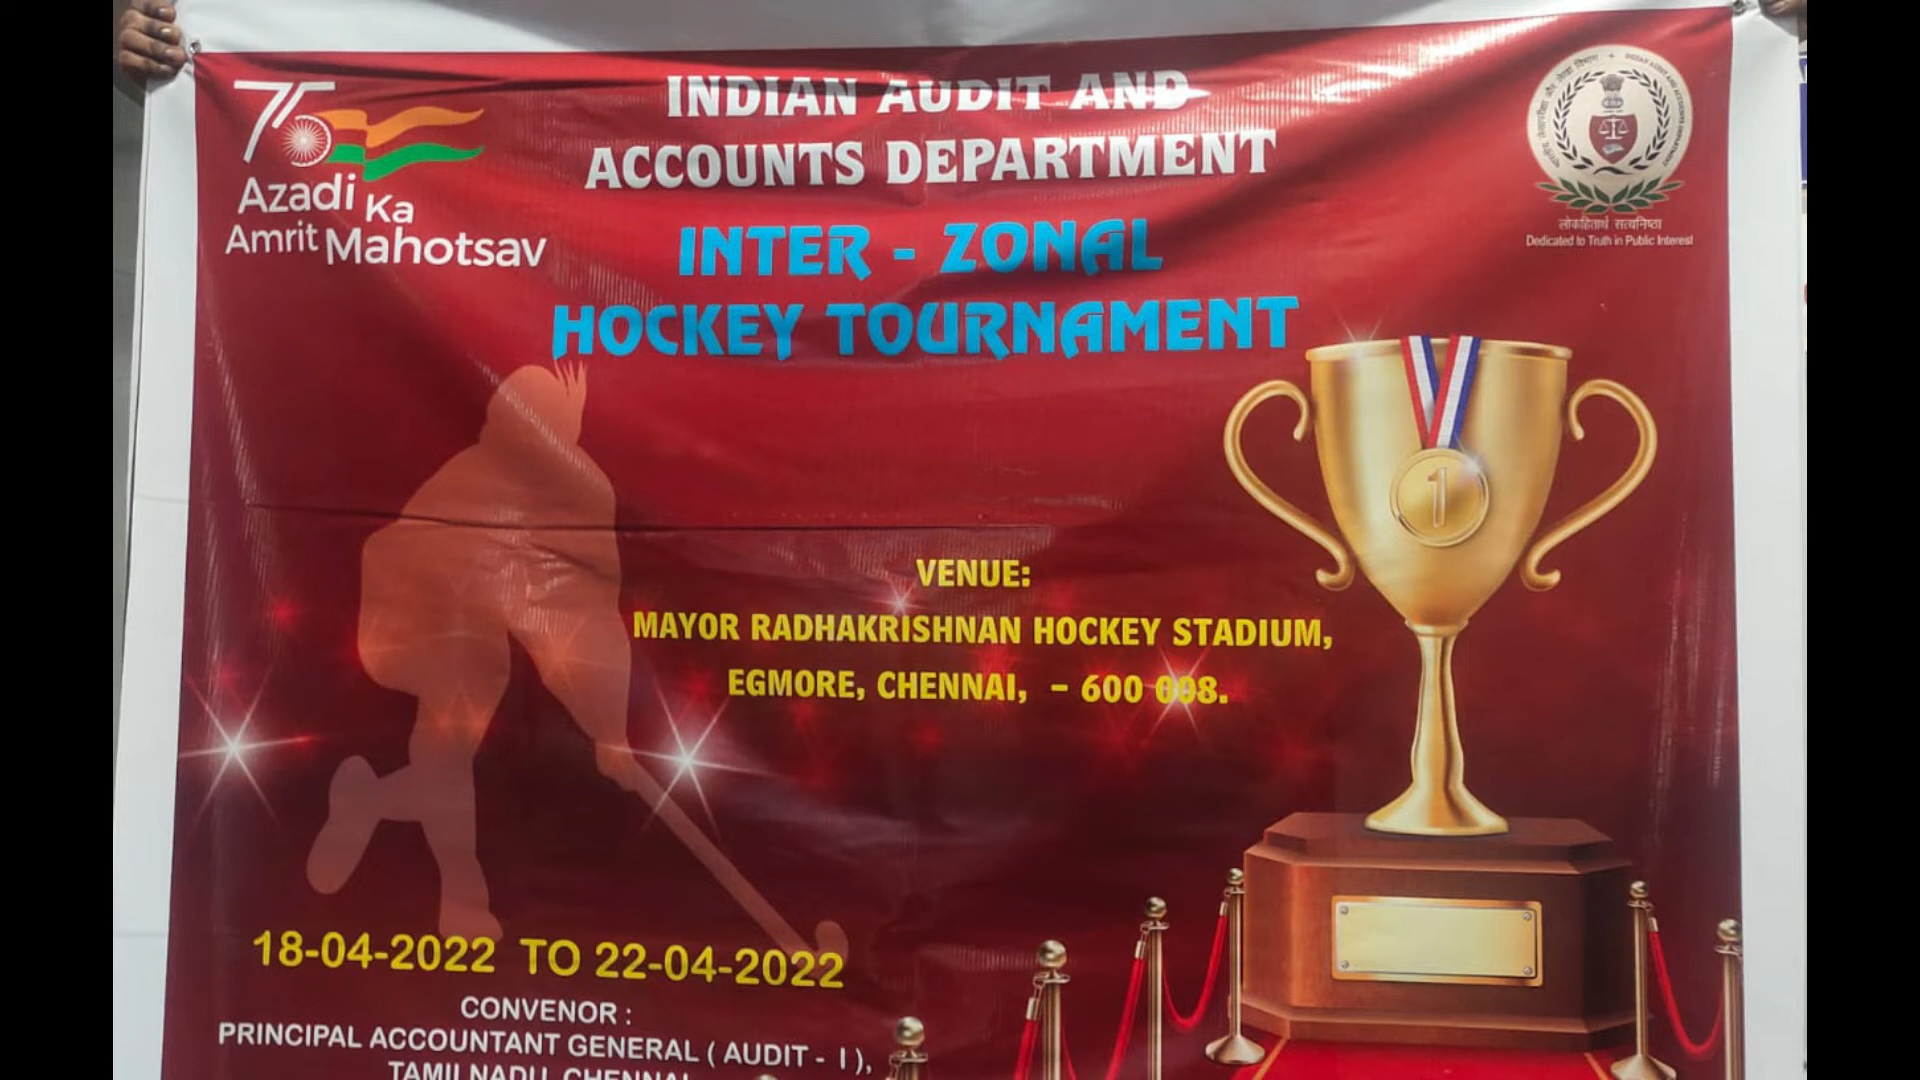 75
Azadi Ka
Amrit Mahotsav
INDIAN AUDIT AND
ACCOUNTS DEPARTMENT
INTER - ZONAL
HOCKEY TOURNAMENT
लोकहितार्थ सत्यनिष्ठा
Dedicated to Truth in Public Interest
1
VENUE:
MAYOR RADHAKRISHNAN HOCKEY STADIUM,
EGMORE, CHENNAI, - 600 008.
18-04-2022 TO 22-04-2022
CONVENOR :
PRINCIPAL ACCOUNTANT GENERAL ( AUDIT - I ),
TAMILNADU, CHENNAI